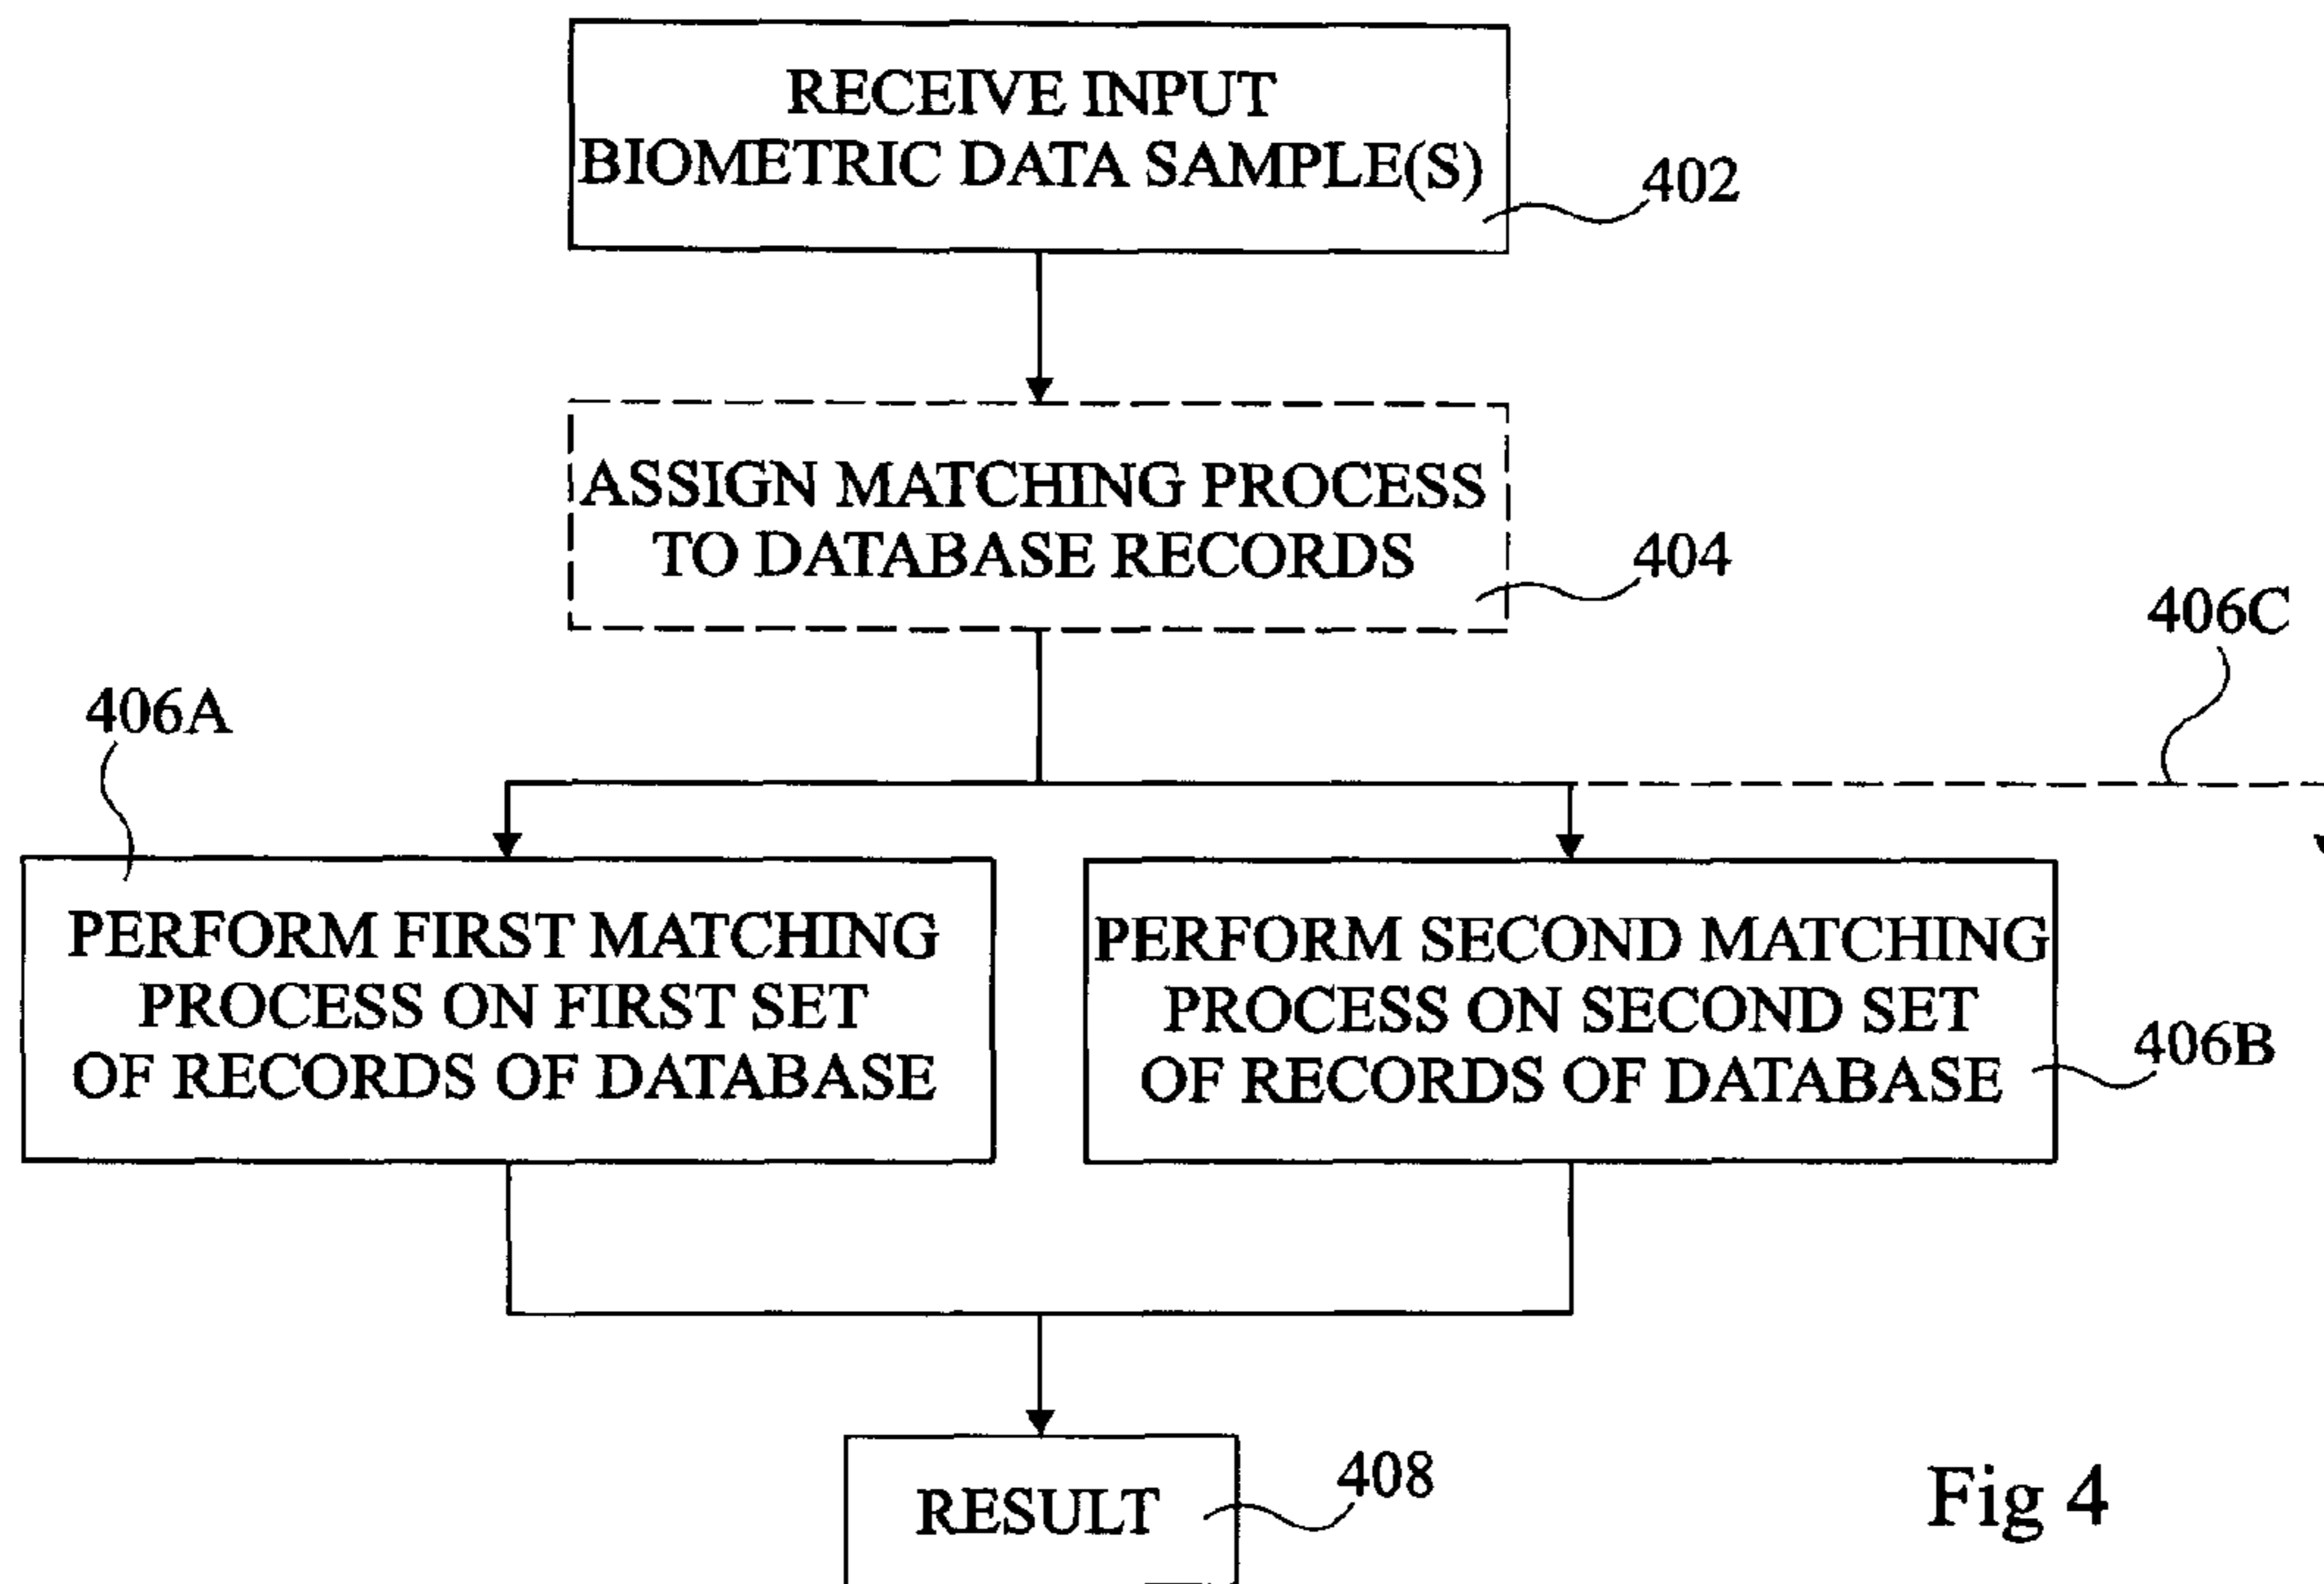 RECEIVE INPUT
BIOMETRIC DATA SAMPLE(S)
402
ASSIGN MATCHING PROCESS
TO DATABASE RECORDS
404
406C
406A
PERFORM FIRST MATCHING
PROCESS ON FIRST SET
OF RECORDS OF DATABASE
PERFORM SECOND MATCHING
PROCESS ON SECOND SET
OF RECORDS OF DATABASE
406B
RESULT
408
Fig 4